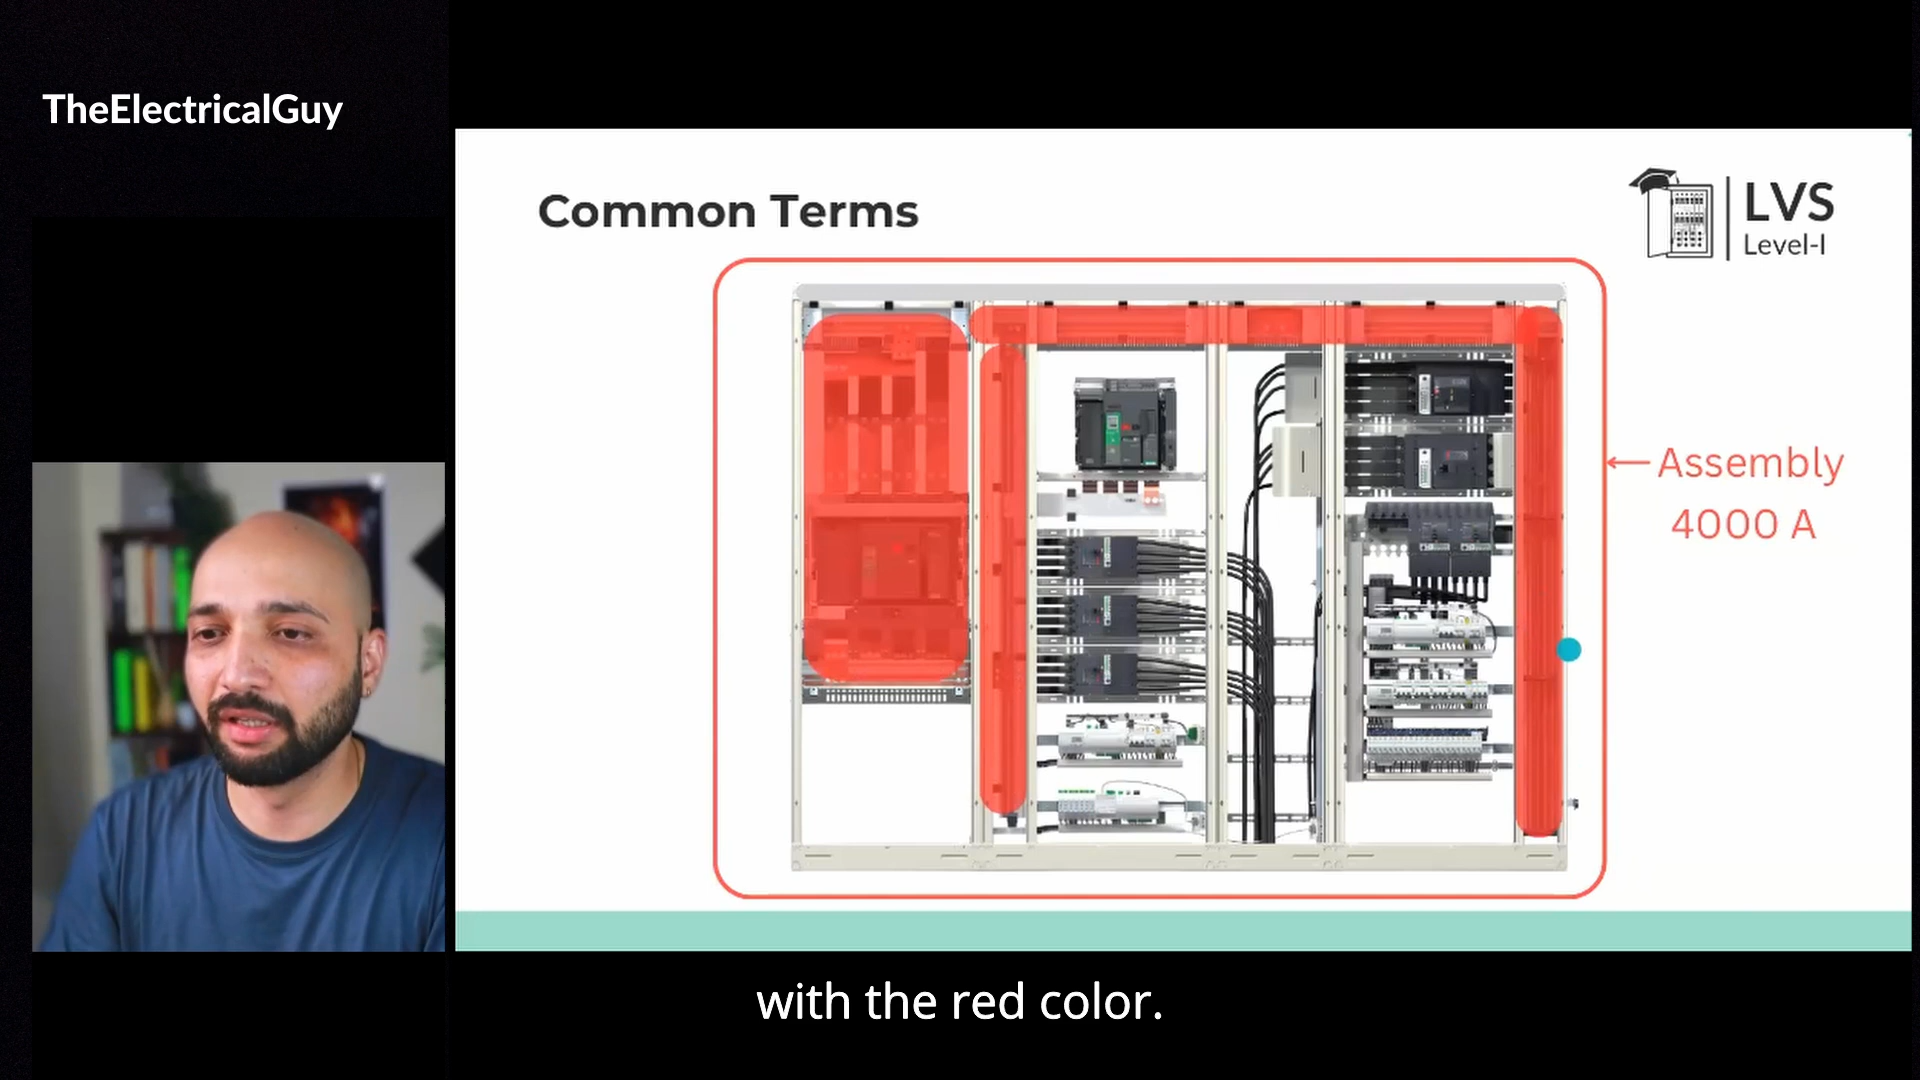 TheElectricalGuy
Common Terms
LVS
Level-I
Assembly
4000 A
with the red color.